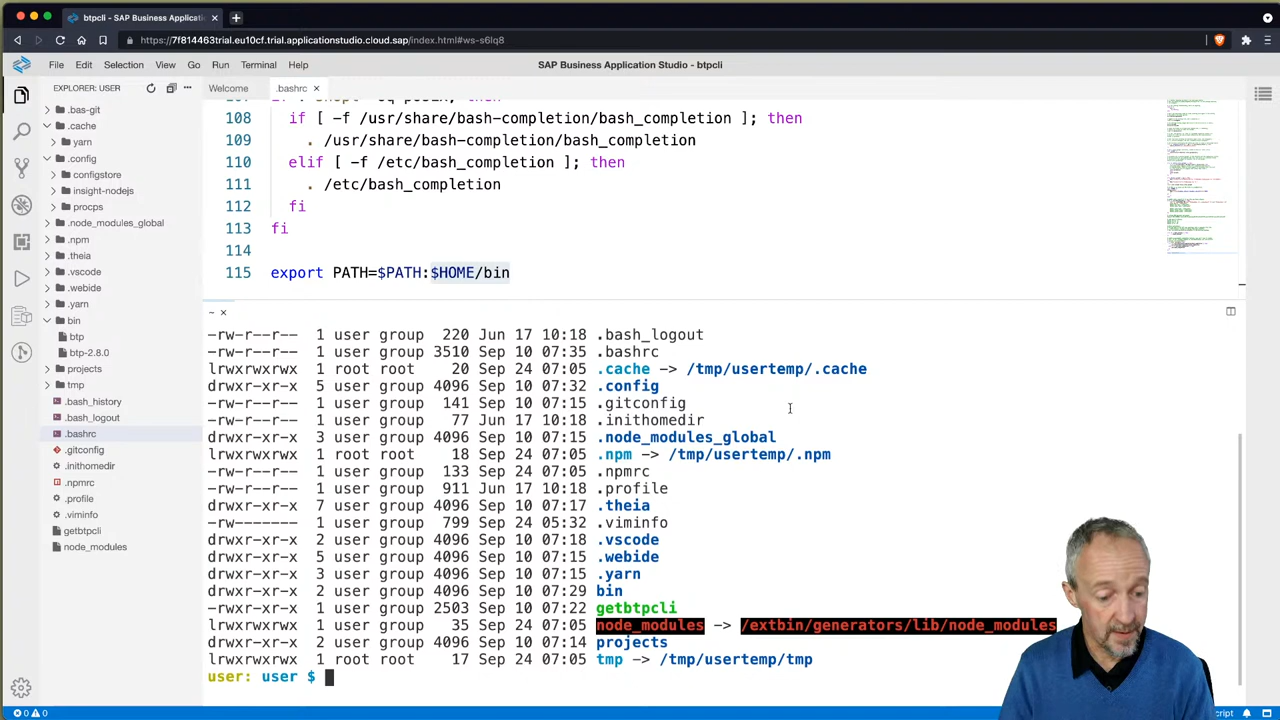 btpcli - SAP Business Applicati
https://7f814463trial.eu10cf.trial.applicationstudio.cloud.sap/index.html#ws-s6lq8
File Edit Selection View Go Run Terminal Help
SAP Business Application Studio - btpcli
EXPLORER: USER
.bas-git
.cache
yarn
.config
configstore
insight-nodejs
procps
.node_modules_global
.npm
.theia
.vscode
.webide
.yarn
bin
btp
btp-2.8.0
projects
tmp
.bash_history
.bash_logout
.bashrc
.gitconfig
.inithomedir
.npmrc
.profile
.viminfo
getbtpcli
node_modules
Welcome .bashrc
108 if [ -f /usr/share/bash-completion/bash_completion ]; then
109 . /usr/share/bash-completion/bash_completion
110 elif [ -f /etc/bash_completion ]; then
111 . /etc/bash_completion
112 fi
113 fi
114
115 export PATH=$PATH:$HOME/bin
~
-rw-r--r-- 1 user group 220 Jun 17 10:18 .bash_logout
-rw-r--r-- 1 user group 3510 Sep 10 07:35 .bashrc
lrwxrwxrwx 1 root root 20 Sep 24 07:05 .cache -> /tmp/usertemp/.cache
drwxr-xr-x 5 user group 4096 Sep 10 07:32 .config
-rw-r--r-- 1 user group 141 Sep 10 07:15 .gitconfig
-rw-r--r-- 1 user group 77 Jun 17 10:18 .inithomedir
drwxr-xr-x 3 user group 4096 Sep 10 07:15 .node_modules_global
lrwxrwxrwx 1 root root 18 Sep 24 07:05 .npm -> /tmp/usertemp/.npm
-rw-r--r-- 1 user group 133 Sep 24 07:05 .npmrc
-rw-r--r-- 1 user group 911 Jun 17 10:18 .profile
drwxr-xr-x 7 user group 4096 Sep 10 07:17 .theia
-rw------- 1 user group 799 Sep 24 05:32 .viminfo
drwxr-xr-x 2 user group 4096 Sep 10 07:18 .vscode
drwxr-xr-x 5 user group 4096 Sep 10 07:15 .webide
drwxr-xr-x 3 user group 4096 Sep 10 07:15 .yarn
drwxr-xr-x 2 user group 4096 Sep 10 07:29 bin
-rwxr-xr-x 1 user group 2503 Sep 10 07:22 getbtpcli
lrwxrwxrwx 1 user group 35 Sep 24 07:05 node_modules -> /extbin/generators/lib/node_modules
drwxr-xr-x 2 user group 4096 Sep 10 07:14 projects
lrwxrwxrwx 1 root root 17 Sep 24 07:05 tmp -> /tmp/usertemp/tmp
user: user $
0 0
cript